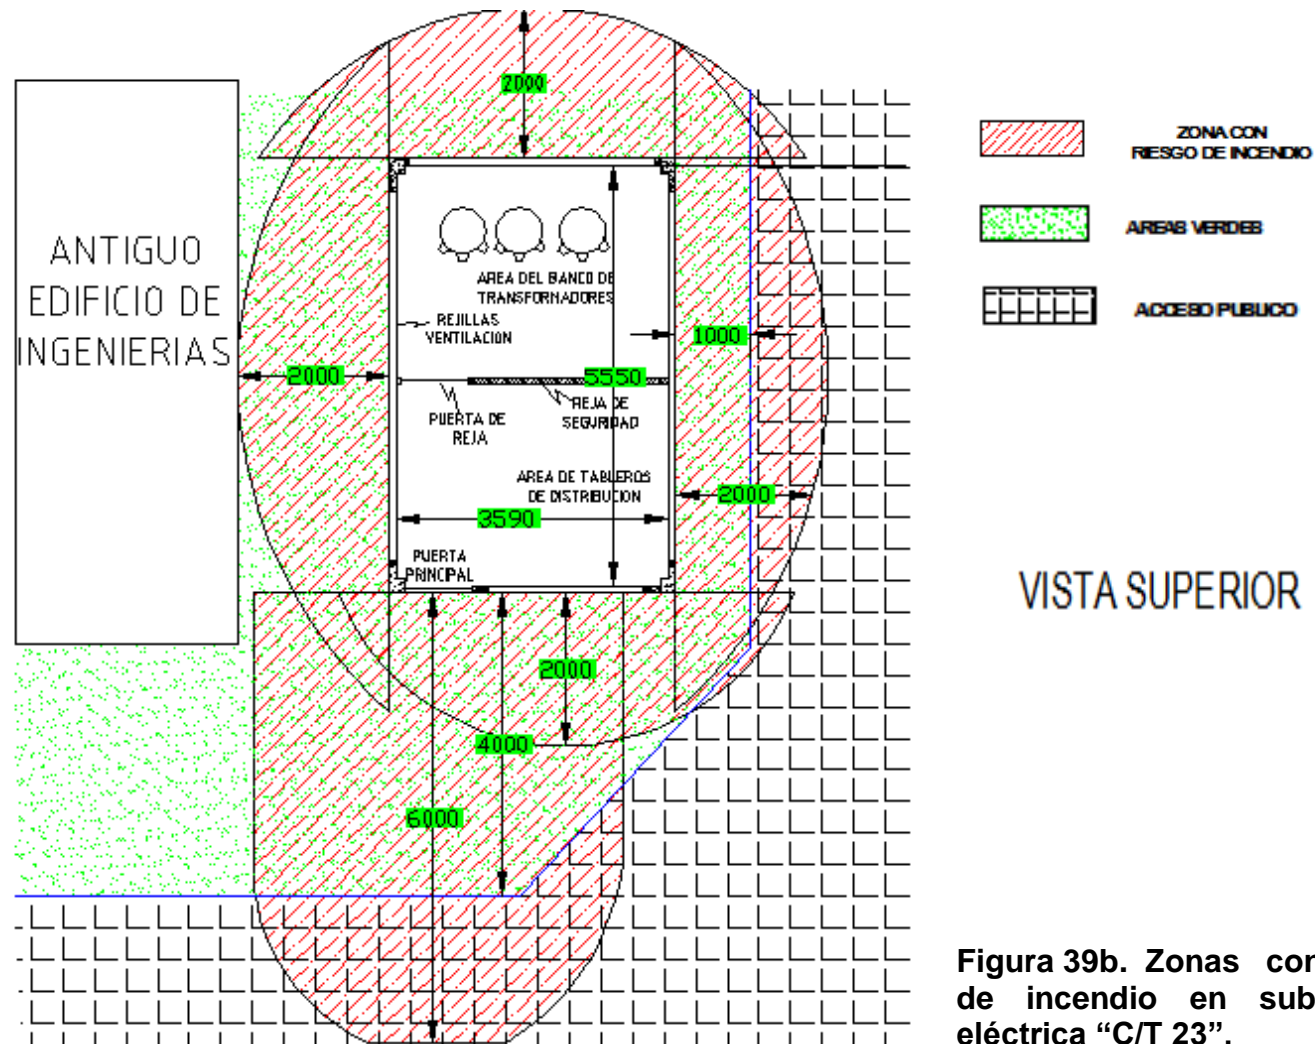 2000
ANTIGUO
EDIFICIO DE
INGENIERIAS
AREA DEL BANCO DE
TRANSFORMADORES
REJILLAS
VENTILACION
1000
2000
5550
PUERTA DE
REJA
REJA DE
SEGURIDAD
AREA DE TABLEROS
DE DISTRIBUCION
2000
3590
PUERTA
PRINCIPAL
2000
4000
6000
ZONA CON
RIESGO DE INCENDIO
AREAS VERDES
ACCESO PUBLICO
VISTA SUPERIOR
Figura 39b. Zonas con
de incendio en sub
eléctrica “C/T 23”.